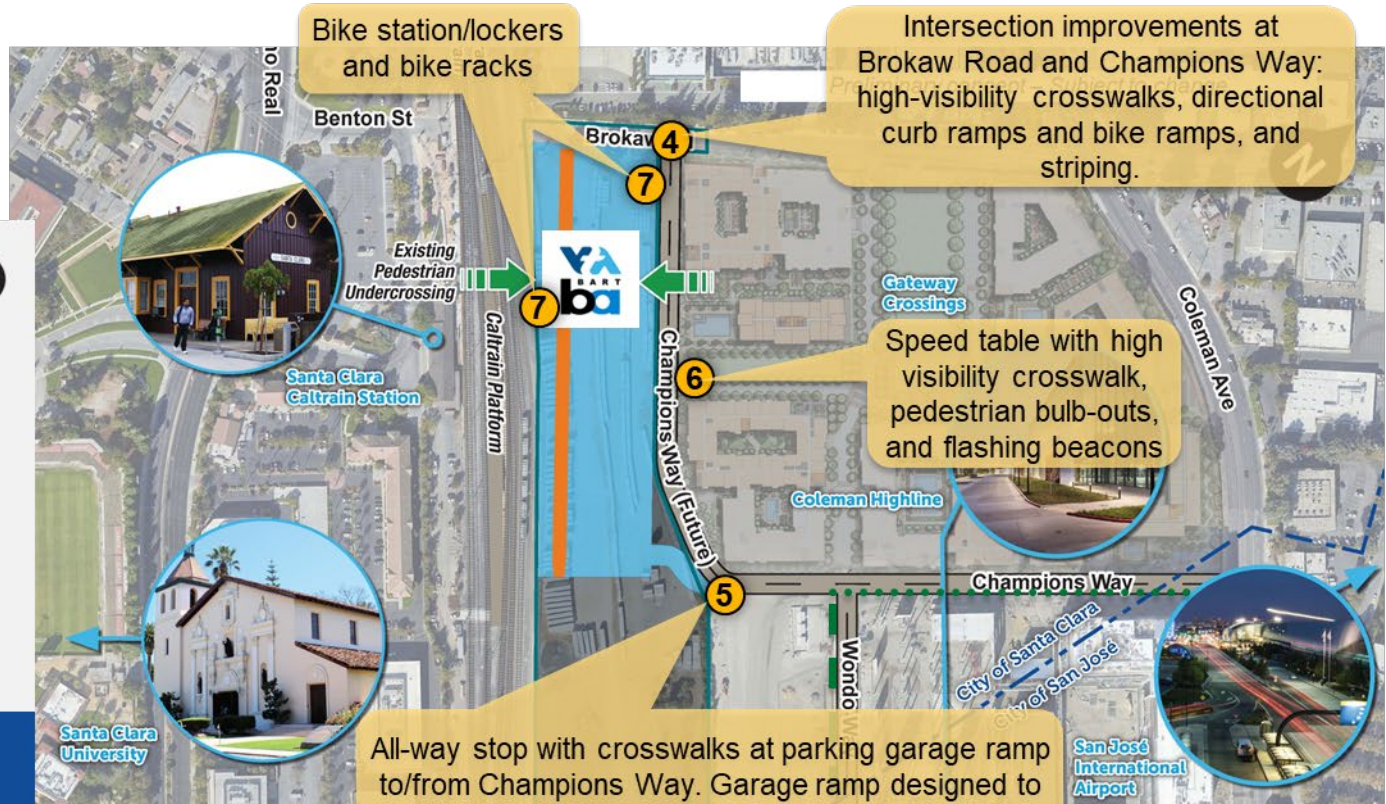 Bike station/lockers
and bike racks
Intersection improvements at
Brokaw Road and Champions Way:
high-visibility crosswalks, directional
curb ramps and bike ramps, and
striping.
Real
Benton St
Brokaw
4
7
N
Existing
Pedestrian
Undercrossing
VTA
BART
ba
7
Gateway
Crossings
Coleman Ave
SANTA CLARA
Santa Clara
Caltrain Station
Caltrain Platform
Champions Way (Future)
6
Speed table with high
visibility crosswalk,
pedestrian bulb-outs,
and flashing beacons
Coleman Highline
5
Champions Way
City of Santa Clara
City of San José
Santa Clara
University
All-way stop with crosswalks at parking garage ramp
to/from Champions Way. Garage ramp designed to
San José
International
Airport